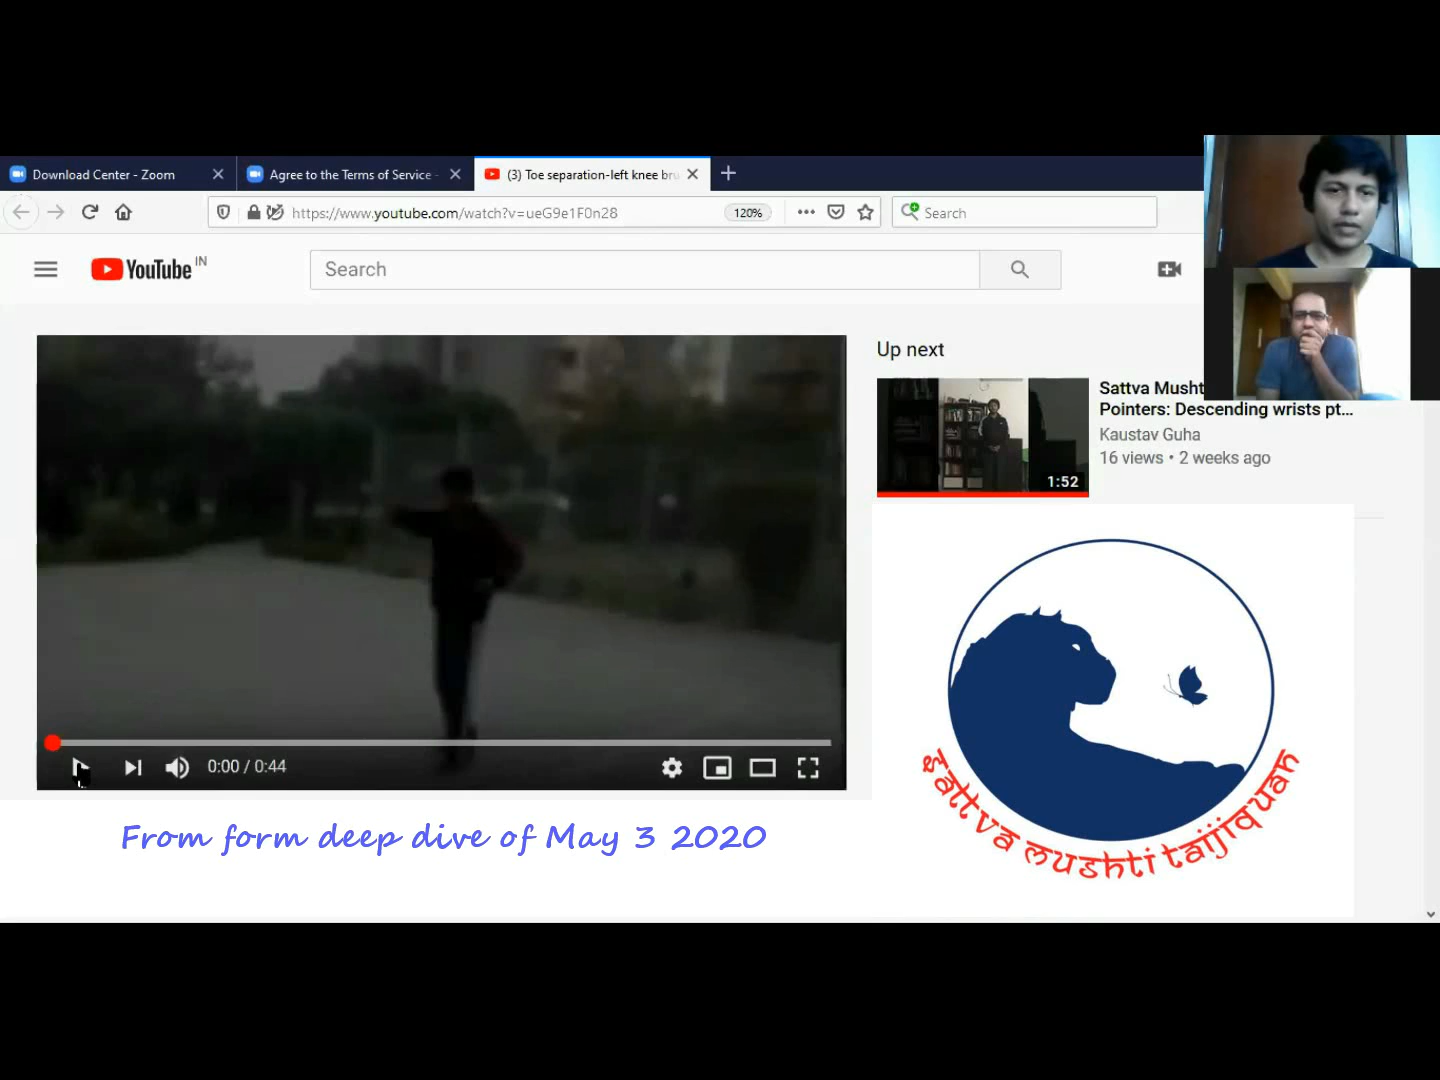 Download Center - Zoom
Agree to the Terms of Service -
(3) Toe separation-left knee bru
https://www.youtube.com/watch?v=ueG9e1F0n28
120%
Search
YouTube IN
Search
Up next
Sattva Musht
Pointers: Descending wrists pt...
Kaustav Guha
16 views • 2 weeks ago
1:52
0:00 / 0:44
From form deep dive of May 3 2020
sattva mushti taijiquan